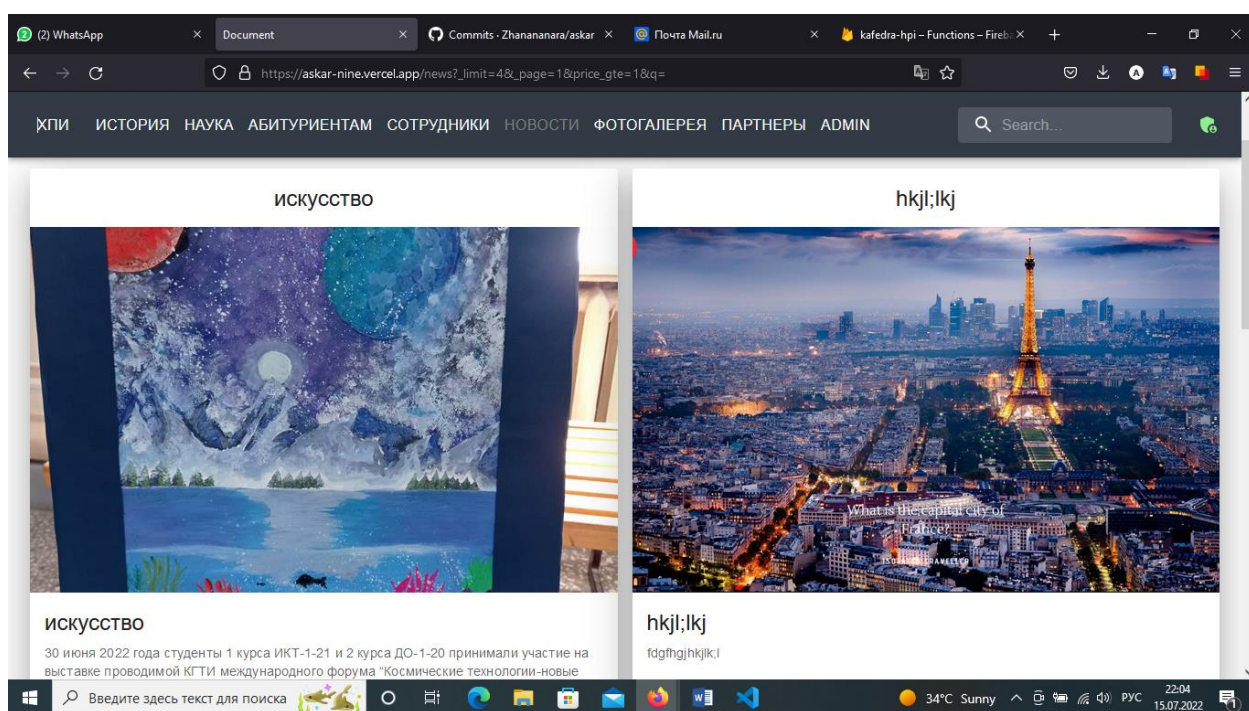 (2) WhatsApp
Document
Commits · Zhanananara/askar
Почта Mail.ru
kafedra-hpi – Functions – Fireba
https://askar-nine.vercel.app/news?_limit=4&_page=1&price_gte=1&q=
ХПИ ИСТОРИЯ НАУКА АБИТУРИЕНТАМ СОТРУДНИКИ НОВОСТИ ФОТОГАЛЕРЕЯ ПАРТНЕРЫ ADMIN
Search...
искусство
hkjl;lkj
What is the capital city of
France?
искусство
30 июня 2022 года студенты 1 курса ИКТ-1-21 и 2 курса ДО-1-20 принимали участие на
выставке проводимой КГТИ международного форума "Космические технологии-новые
hkjl;lkj
fdgfhgjhkjlk;l
Введите здесь текст для поиска
34°C Sunny
РУС
22:04
15.07.2022